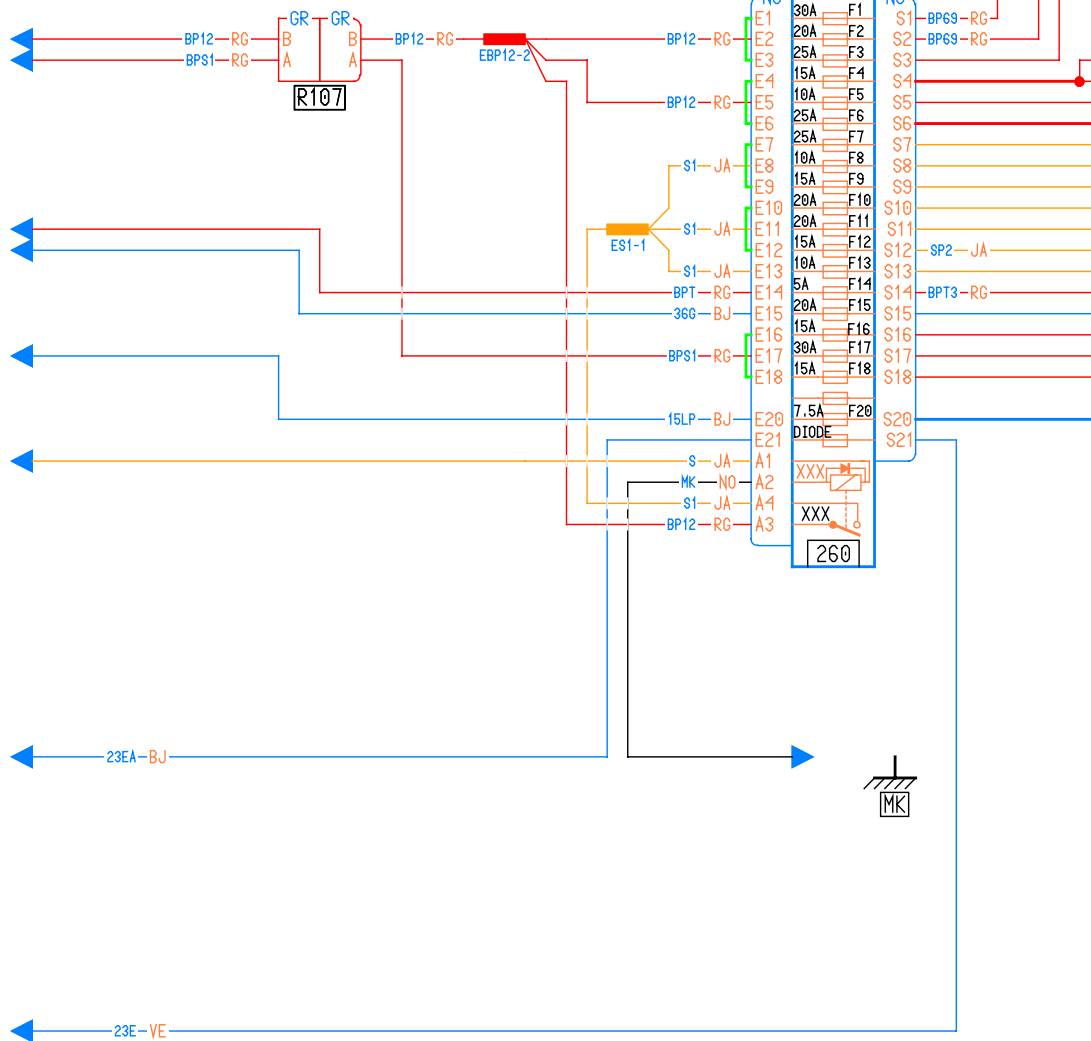 NO NO
30A F1
E1 S1 BP69 RG
GR GR
BP12 RG B B BP12 RG EBP12-2 BP12 RG E2 20A F2 S2 BP69 RG
BPS1 RG A A E3 25A F3 S3
R107
E4 15A F4 S4
BP12 RG E5 10A F5 S5
E6 25A F6 S6
E7 25A F7 S7
S1 JA E8 10A F8 S8
E9 15A F9 S9
E10 20A F10 S10
S1 JA E11 20A F11 S11
ES1-1 E12 15A F12 S12 SP2 JA
S1 JA E13 10A F13 S13
BPT RG E14 5A F14 S14 BPT3 RG
36G BJ E15 20A F15 S15
E16 15A F16 S16
BPS1 RG E17 30A F17 S17
E18 15A F18 S18
15LP BJ E20 7.5A F20 S20
E21 DIODE S21
S JA A1
MK NO A2 XXX
S1 JA A4
BP12 RG A3 XXX
260
23EA BJ
MK
23E VE